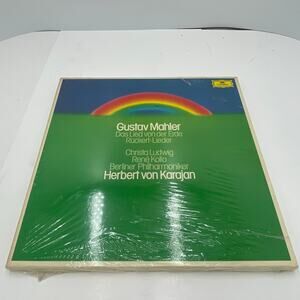 Gustav Mahler
Das Lied von der Erde
Rückert-Lieder
Christa Ludwig
René Kollo
Berliner Philharmoniker
Herbert von Karajan